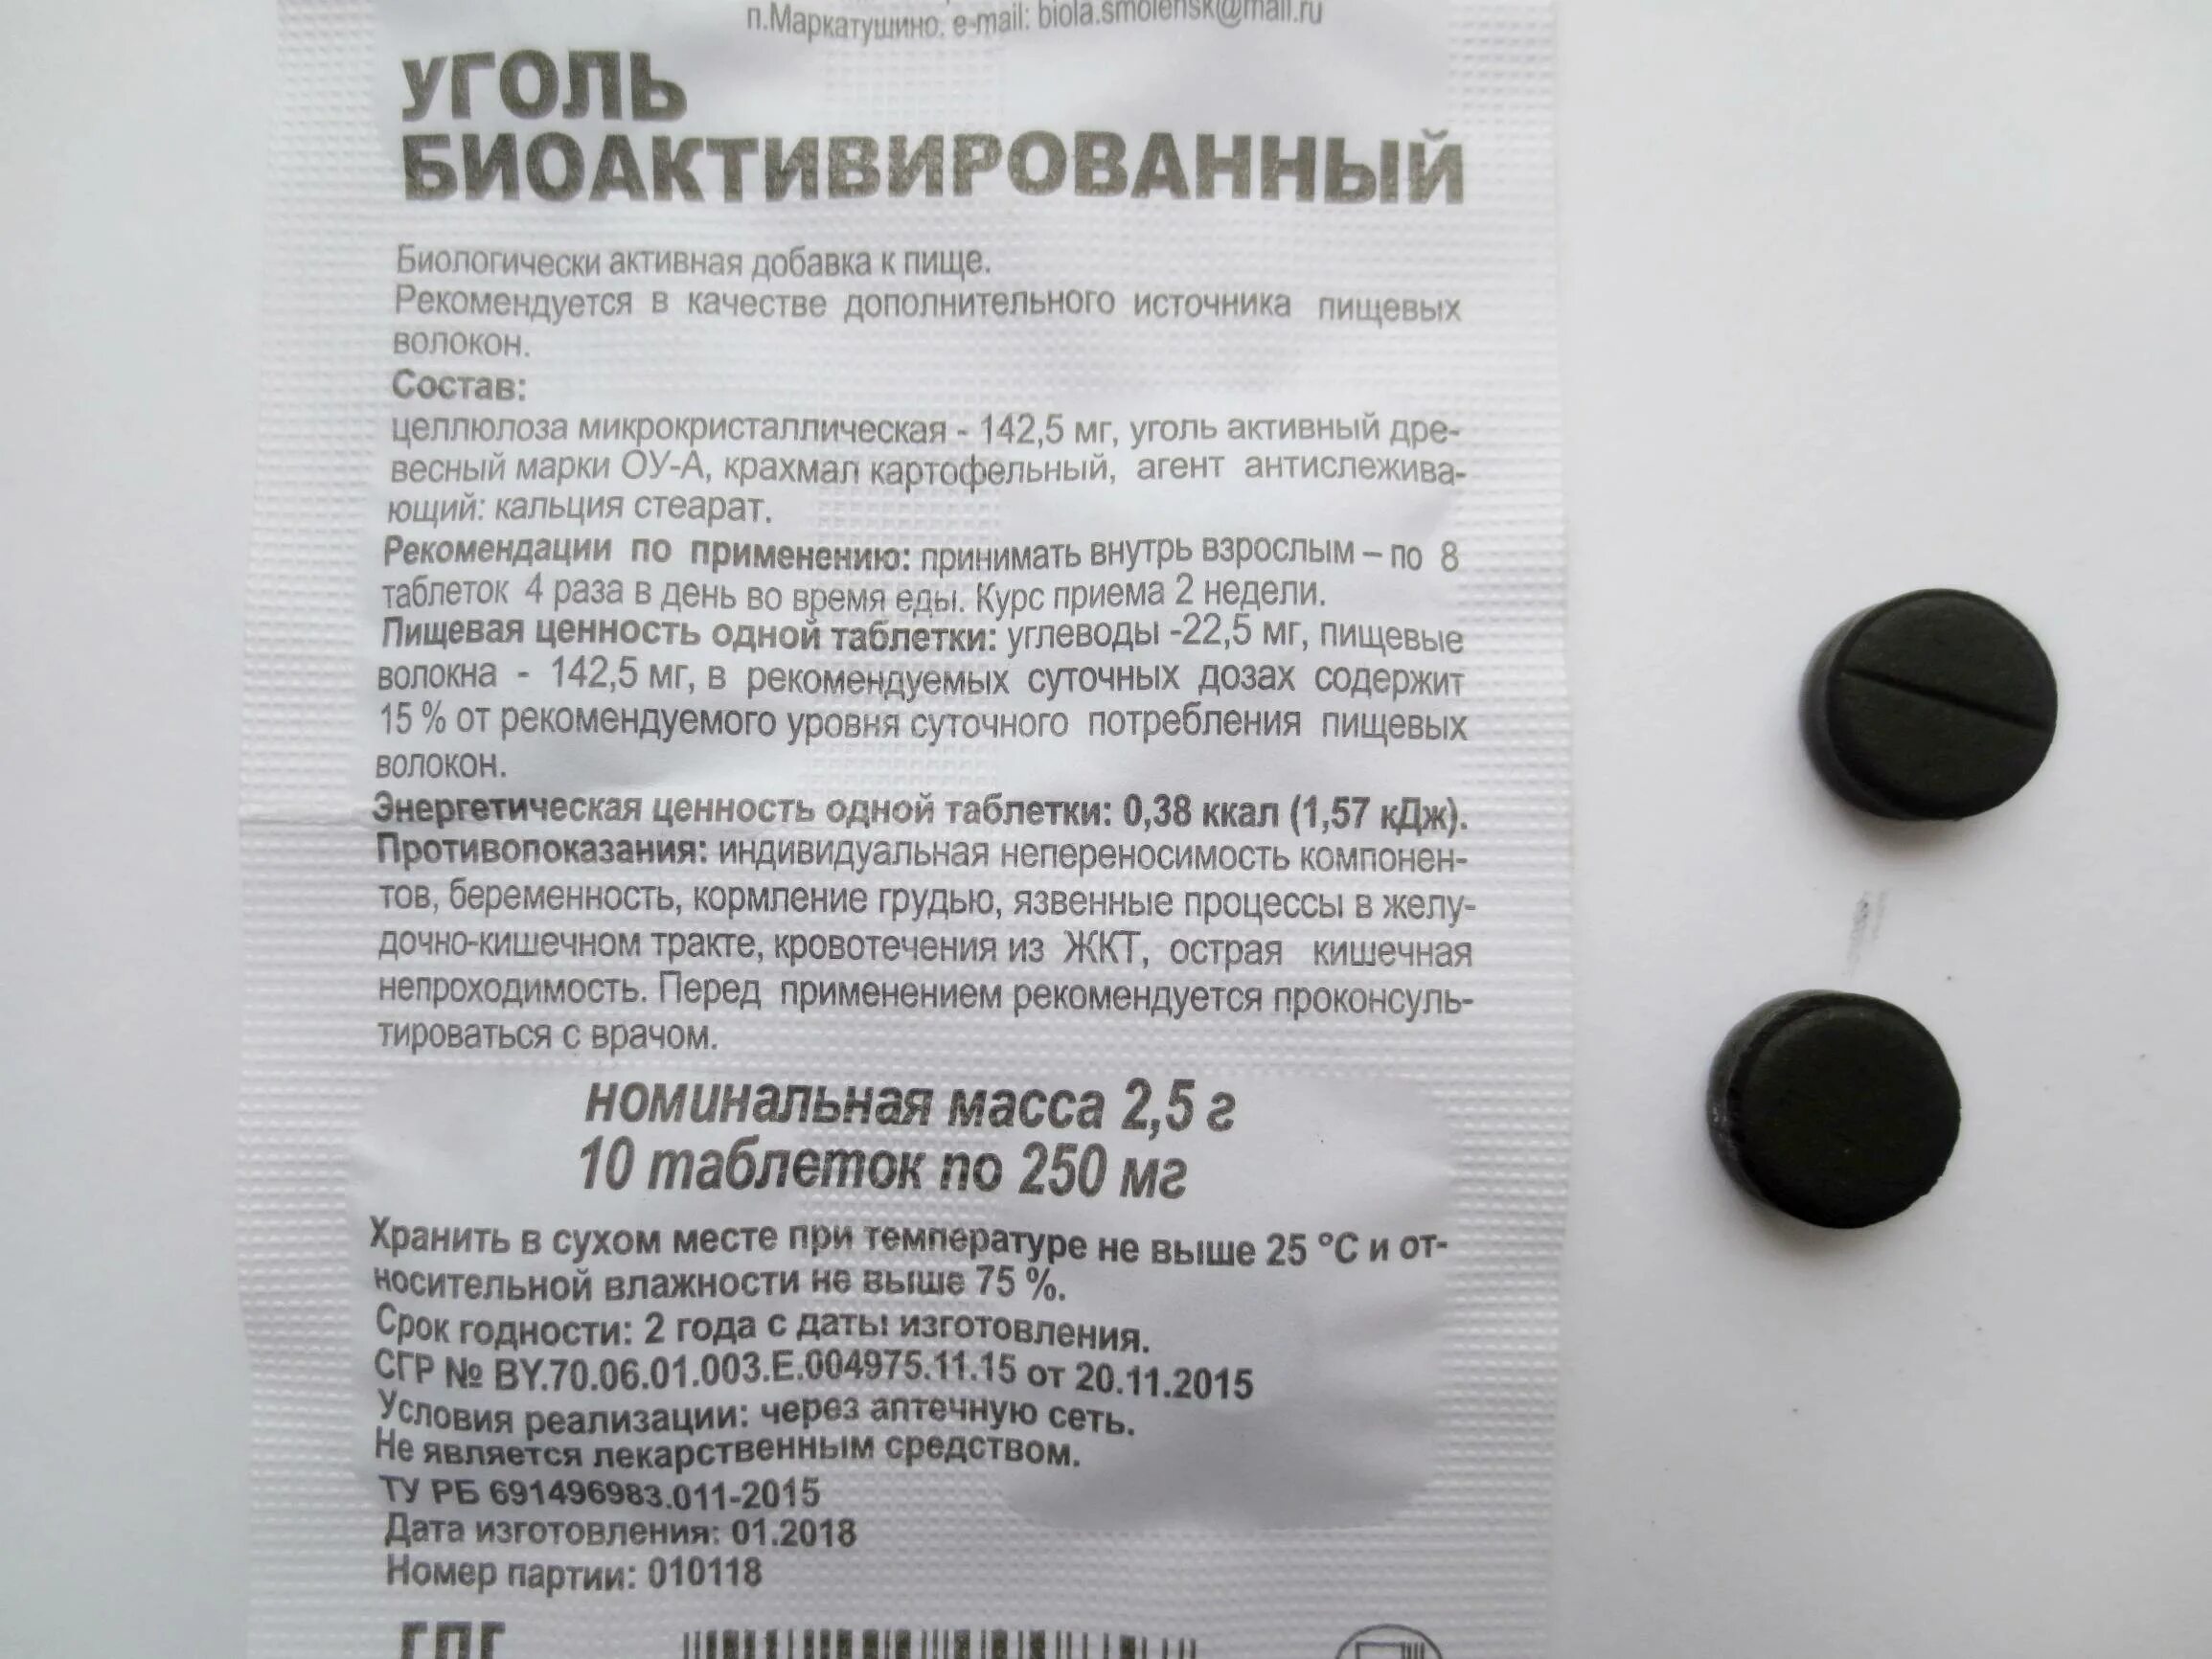 п.Маркатушино. e-mail: biola.smolensk@mail.ru
УГОЛЬ
БИОАКТИВИРОВАННЫЙ
Биологически активная добавка к пище.
Рекомендуется в качестве дополнительного источника пищевых
волокон.
Состав:
целлюлоза микрокристаллическая - 142,5 мг, уголь активный дре-
весный марки ОУ-А, крахмал картофельный, агент антислежива-
ющий: кальция стеарат.
Рекомендации по применению: принимать внутрь взрослым – по 8
таблеток 4 раза в день во время еды. Курс приема 2 недели.
Пищевая ценность одной таблетки: углеводы -22,5 мг, пищевые
волокна - 142,5 мг, в рекомендуемых суточных дозах содержит
15 % от рекомендуемого уровня суточного потребления пищевых
волокон.
Энергетическая ценность одной таблетки: 0,38 ккал (1,57 кДж).
Противопоказания: индивидуальная непереносимость компонен-
тов, беременность, кормление грудью, язвенные процессы в желу-
дочно-кишечном тракте, кровотечения из ЖКТ, острая кишечная
непроходимость. Перед применением рекомендуется проконсуль-
тироваться с врачом.
номинальная масса 2,5 г
10 таблеток по 250 мг
Хранить в сухом месте при температуре не выше 25 °С и от-
носительной влажности не выше 75 %.
Срок годности: 2 года с даты изготовления.
СГР № BY.70.06.01.003.E.004975.11.15 от 20.11.2015
Условия реализации: через аптечную сеть.
Не является лекарственным средством.
ТУ РБ 691496983.011-2015
Дата изготовления: 01.2018
Номер партии: 010118